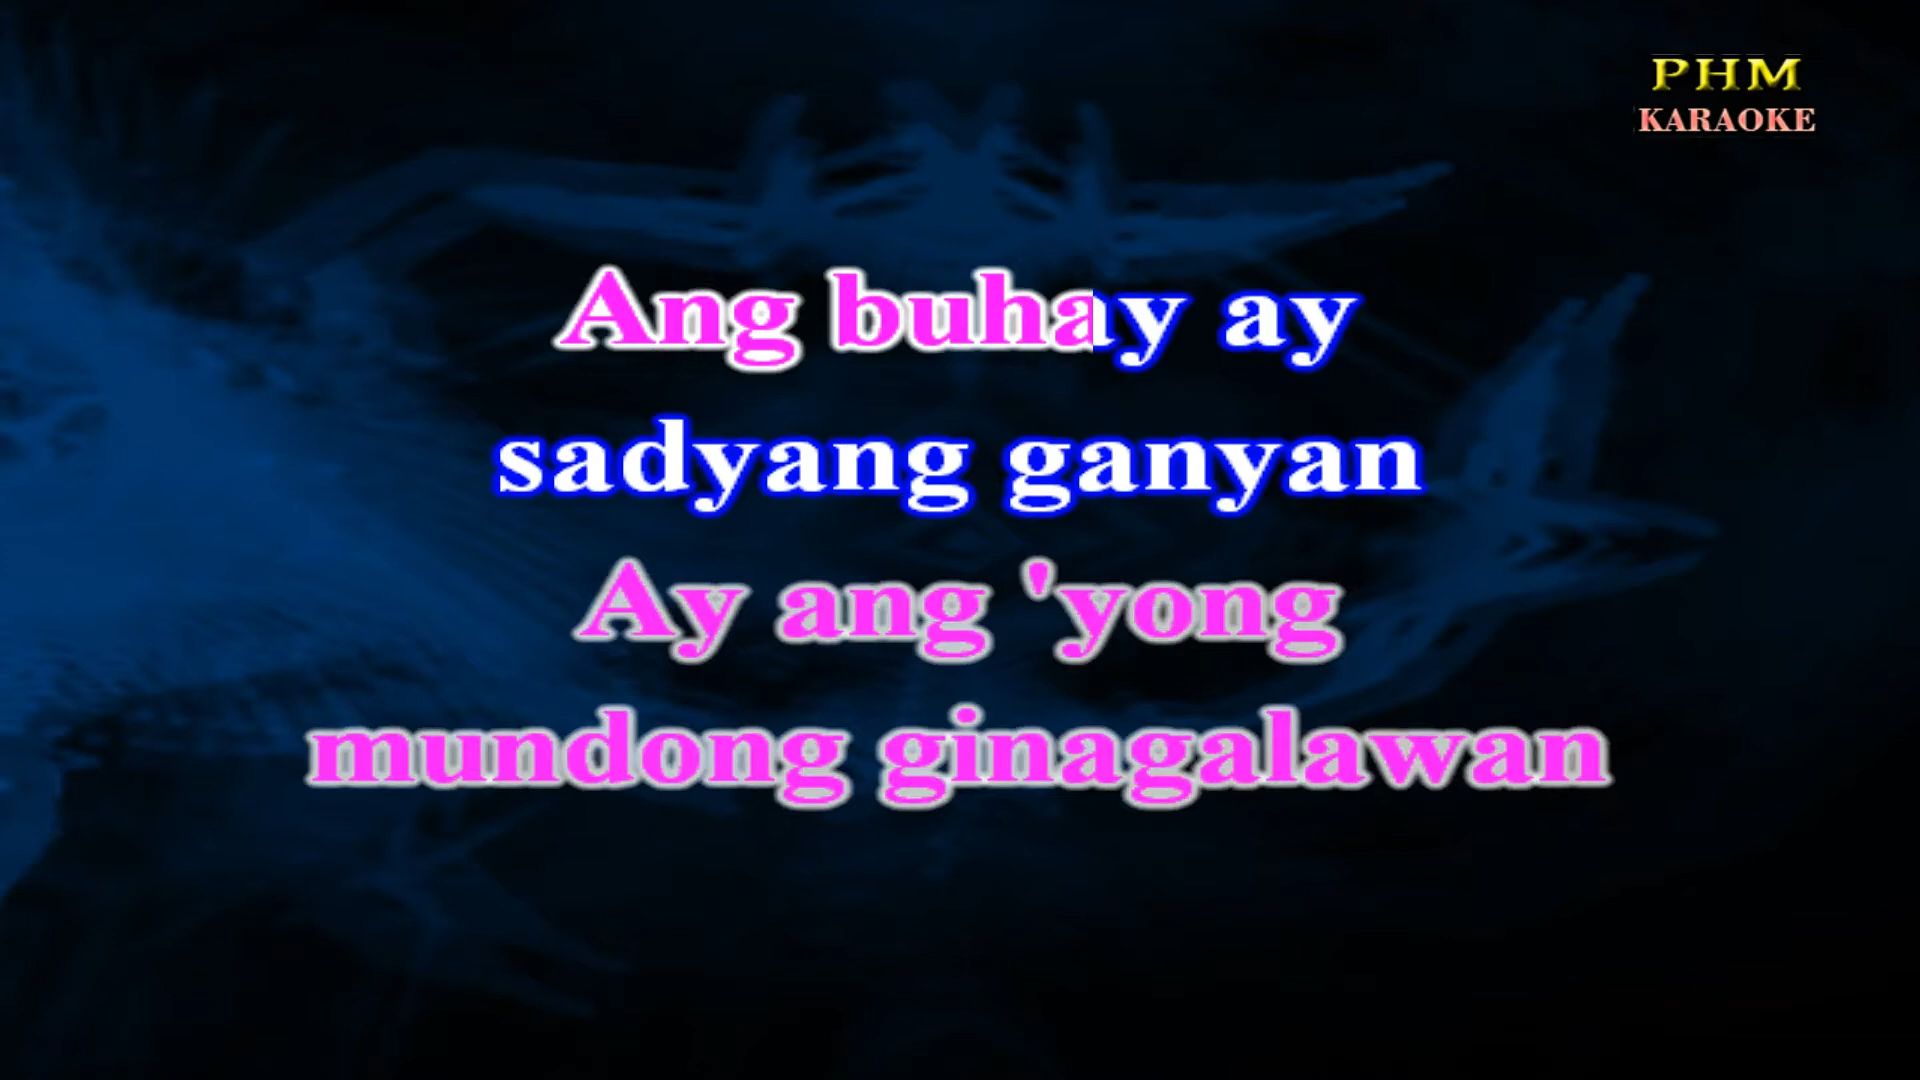 PHM
KARAOKE
Ang buhay ay
sadyang ganyan
Ay ang 'yong
mundong ginagalawan